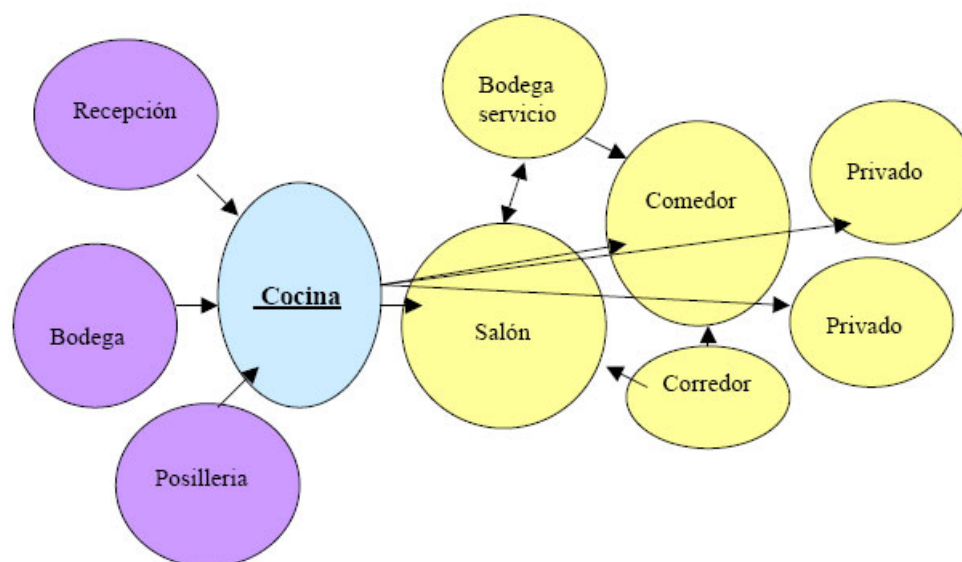 Recepción
Bodega
servicio
Privado
Comedor
Cocina
Bodega
Salón
Privado
Corredor
Posilleria